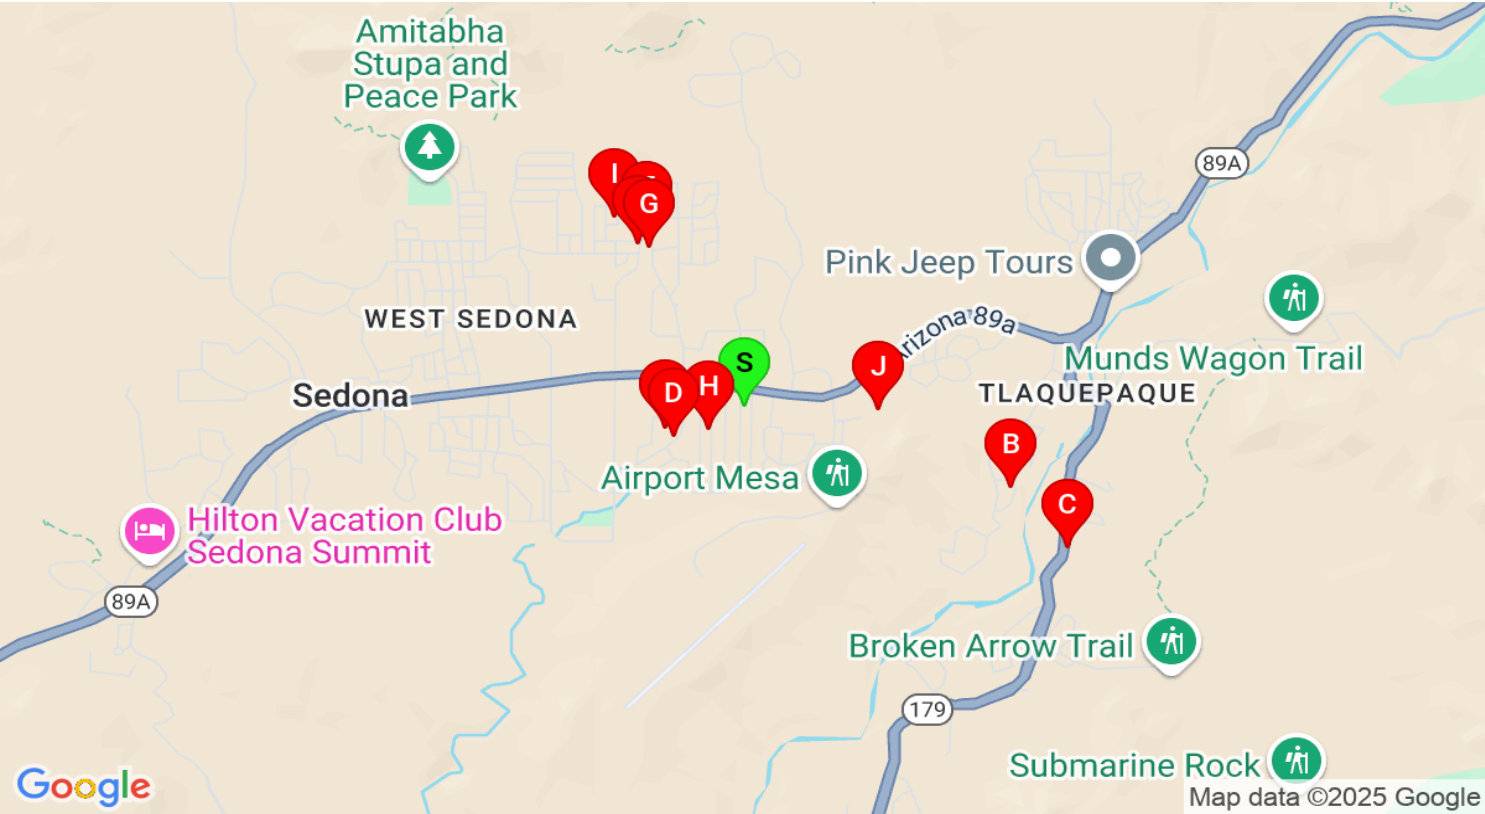 Amitabha
Stupa and
Peace Park
89A
I
G
Pink Jeep Tours
WEST SEDONA
Arizona 89a
Munds Wagon Trail
S
J
H
D
Sedona
TLAQUEPAQUE
B
Airport Mesa
C
Hilton Vacation Club
Sedona Summit
89A
Broken Arrow Trail
179
Submarine Rock
Google
Map data ©2025 Google